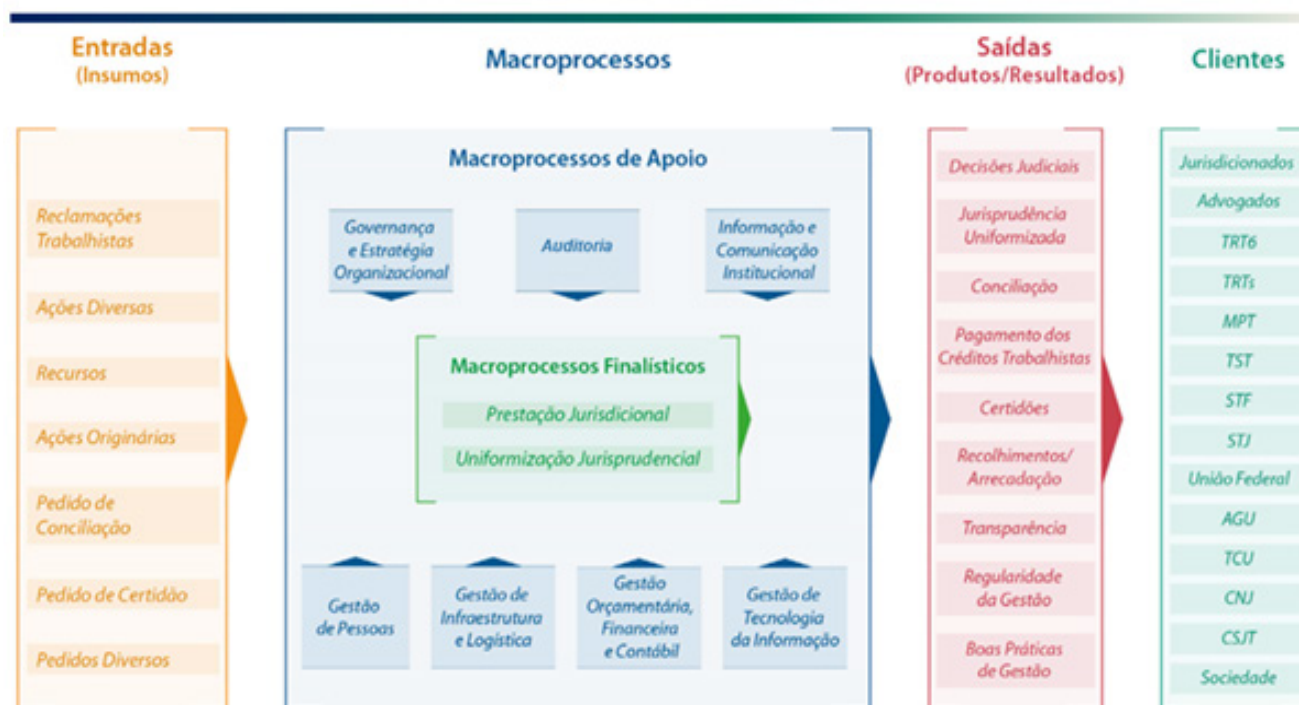 Entradas
(Insumos)
Reclamações
Trabalhistas
Ações Diversas
Recursos
Ações Originárias
Pedido de
Conciliação
Pedido de Certidão
Pedidos Diversos
Macroprocessos
Macroprocessos de Apoio
Governança
e Estratégia
Organizacional
Auditoria
Informação e
Comunicação
Institucional
Macroprocessos Finalísticos
Prestação Jurisdicional
Uniformização Jurisprudencial
Gestão
de Pessoas
Gestão de
Infraestrutura
e Logística
Gestão
Orçamentária,
Financeira
e Contábil
Gestão de
Tecnologia
da Informação
Saídas
(Produtos/Resultados)
Decisões Judiciais
Jurisprudência
Uniformizada
Conciliação
Pagamento dos
Créditos Trabalhistas
Certidões
Recolhimentos/
Arrecadação
Transparência
Regularidade
da Gestão
Boas Práticas
de Gestão
Clientes
Jurisdicionados
Advogados
TRT6
TRTs
MPT
TST
STF
STJ
União Federal
AGU
TCU
CNJ
CSJT
Sociedade